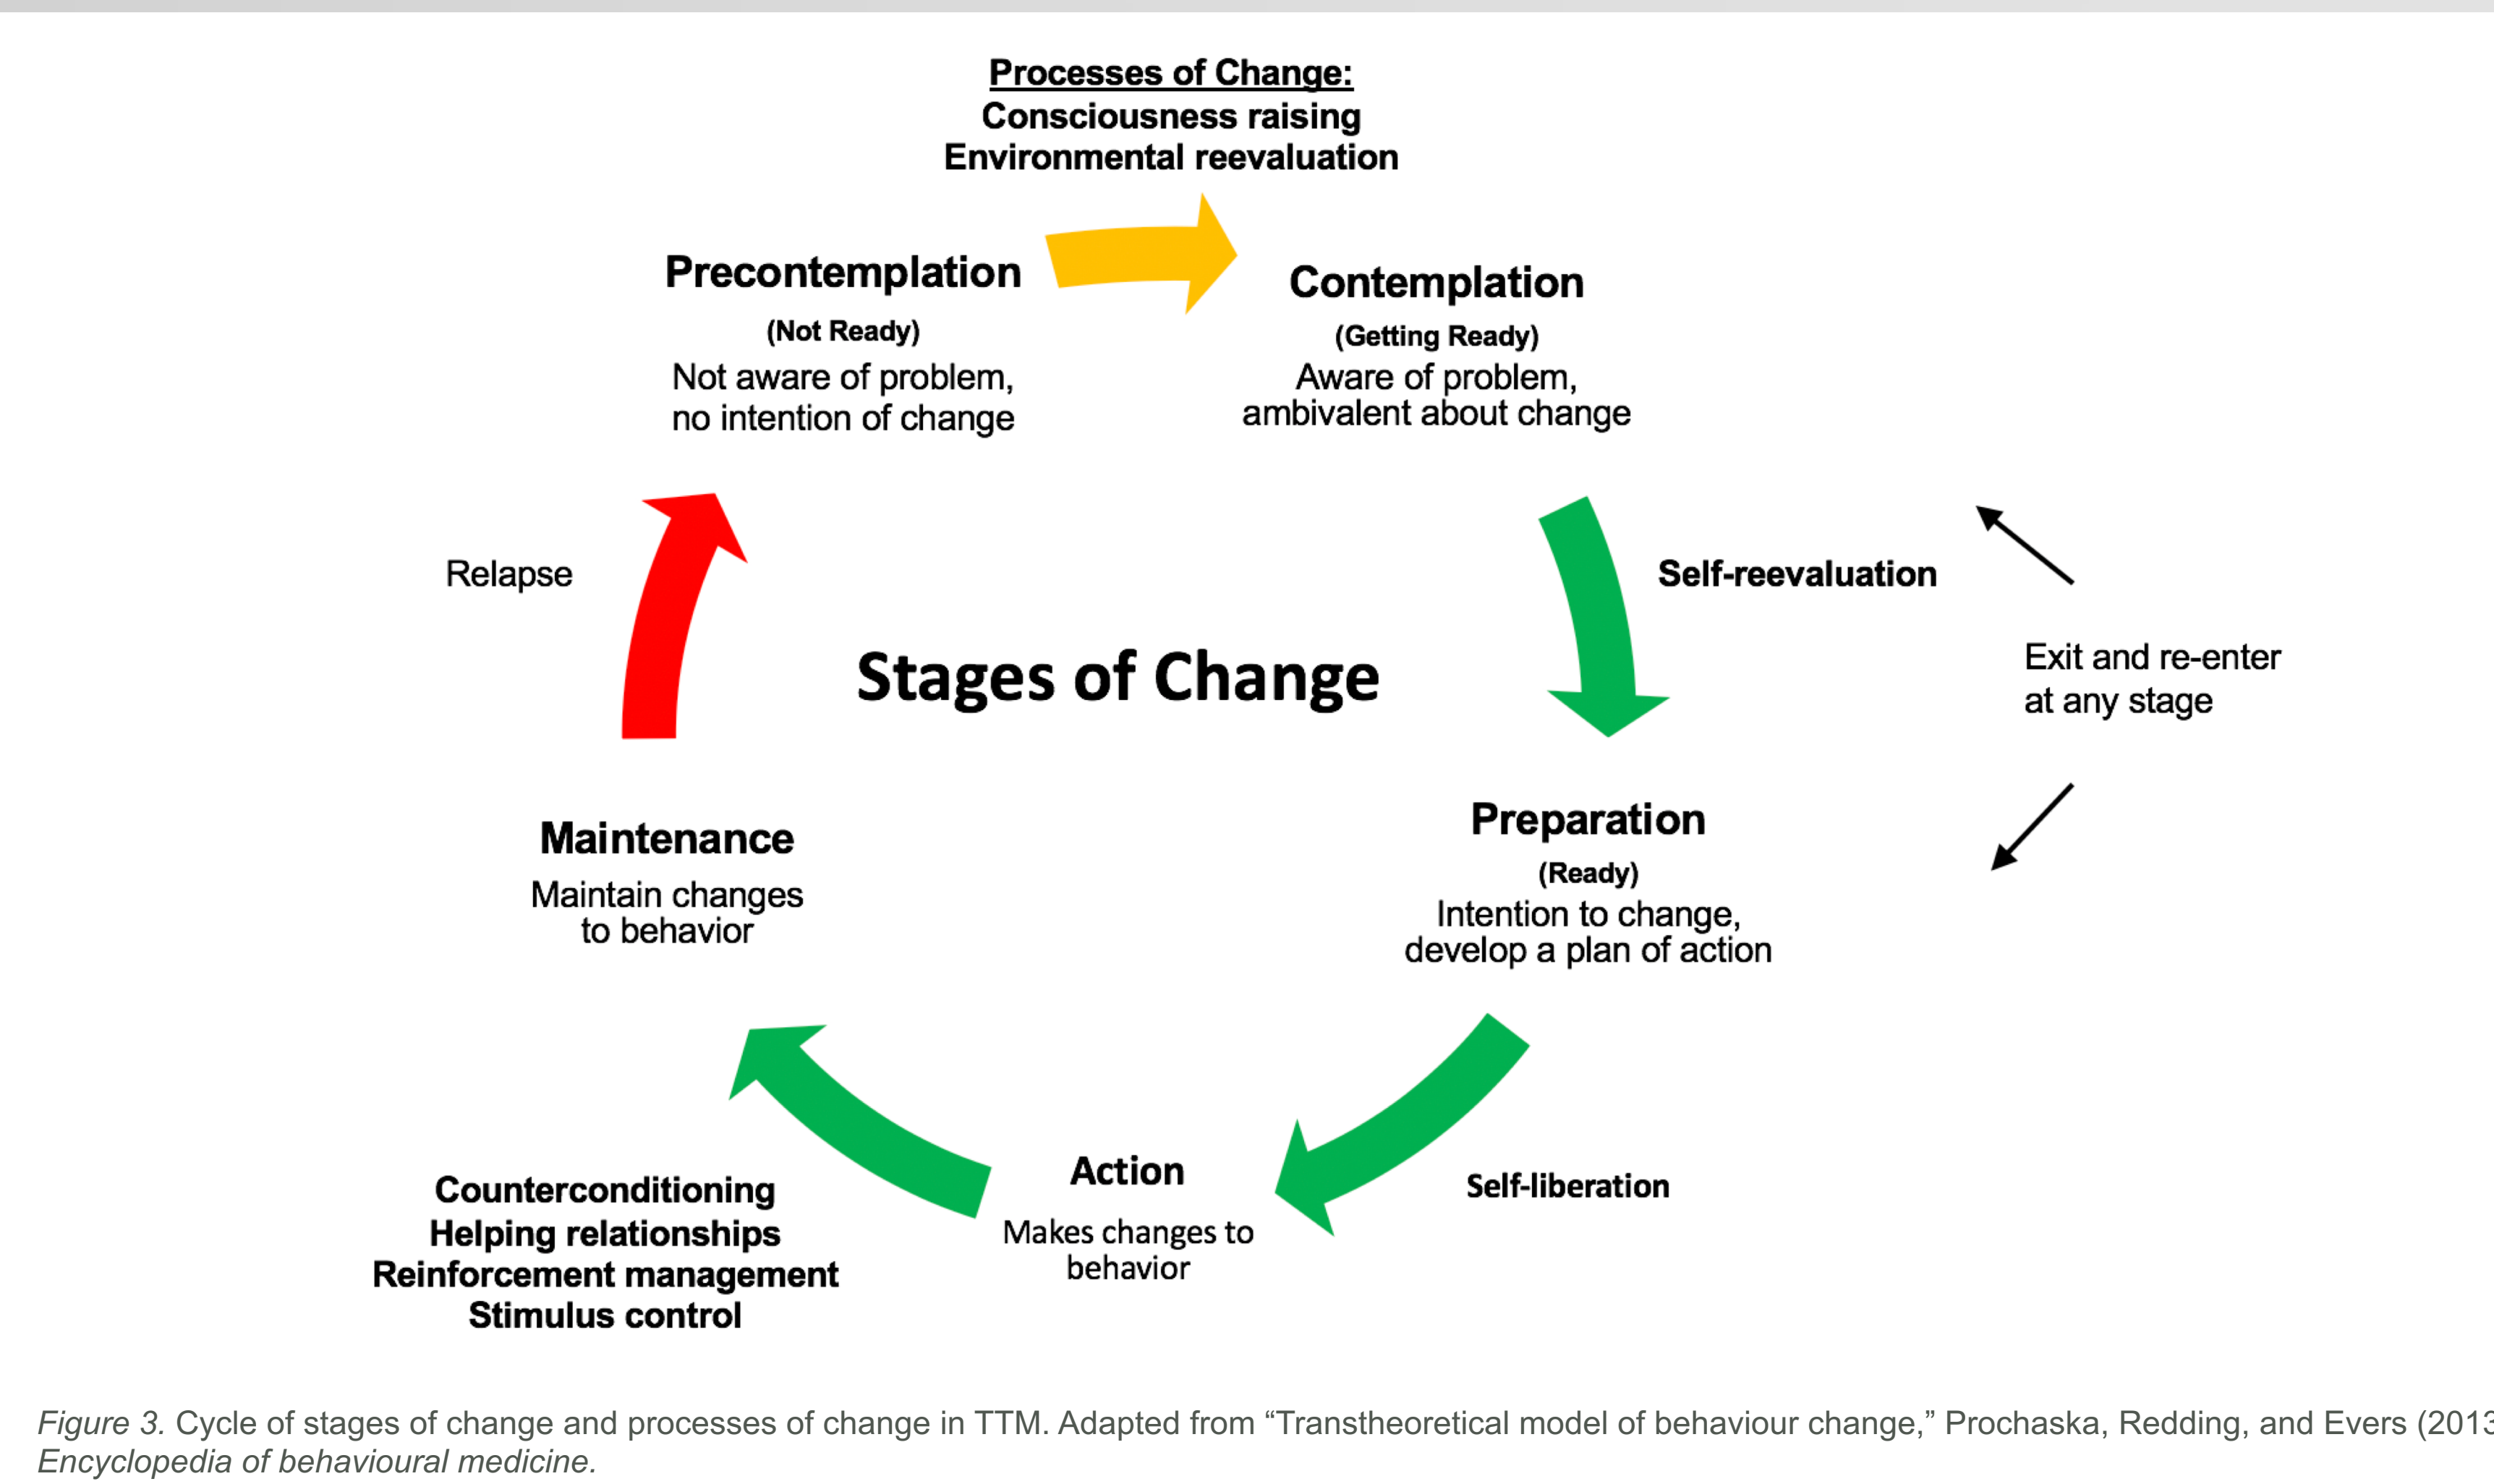 Processes of Change:
Consciousness raising
Environmental reevaluation
Precontemplation
(Not Ready)
Not aware of problem,
no intention of change
Contemplation
(Getting Ready)
Aware of problem,
ambivalent about change
Relapse
Self-reevaluation
Stages of Change
Exit and re-enter
at any stage
Maintenance
Maintain changes
to behavior
Preparation
(Ready)
Intention to change,
develop a plan of action
Action
Makes changes to
behavior
Self-liberation
Counterconditioning
Helping relationships
Reinforcement management
Stimulus control
Figure 3. Cycle of stages of change and processes of change in TTM. Adapted from “Transtheoretical model of behaviour change,” Prochaska, Redding, and Evers (2013
Encyclopedia of behavioural medicine.